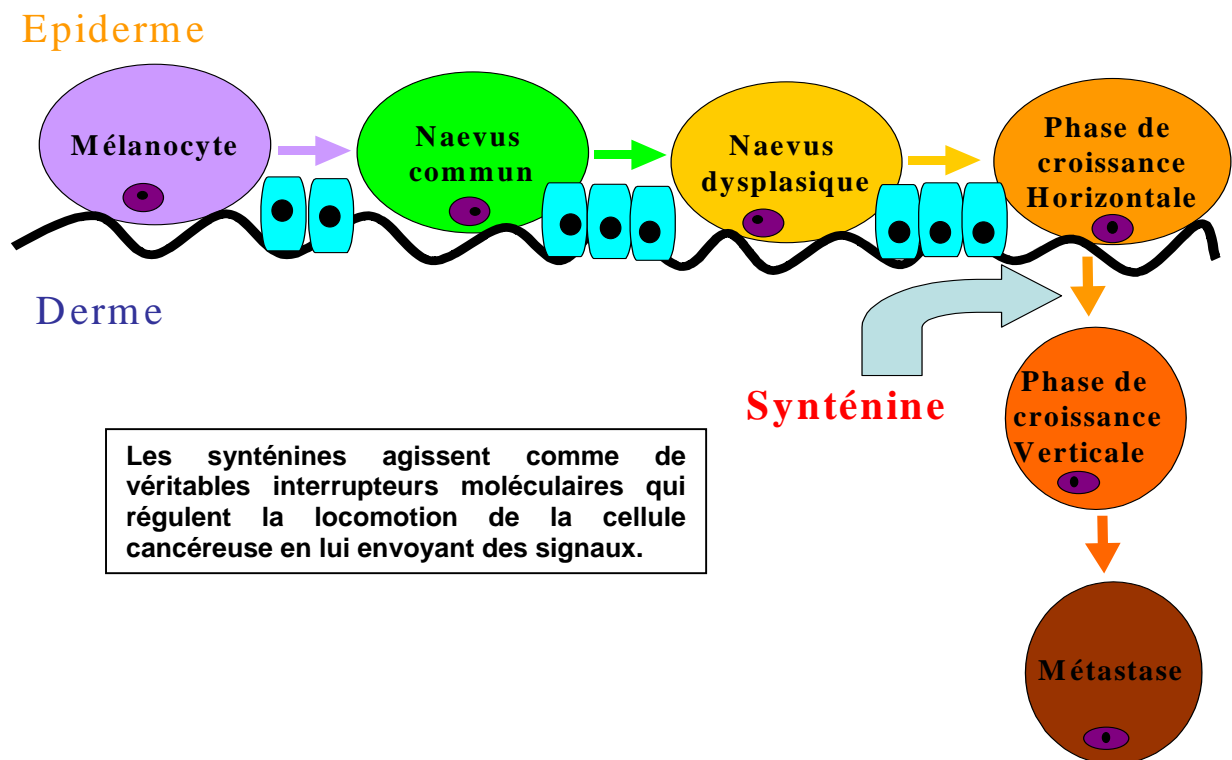 Epiderme
Mélanocyte
Naevus
commun
Naevus
dysplasique
Phase de
croissance
Horizontale
Derme
Synténine
Phase de
croissance
Verticale
Les synténines agissent comme de
véritables interrupteurs moléculaires qui
régulent la locomotion de la cellule
cancéreuse en lui envoyant des signaux.
Métastase